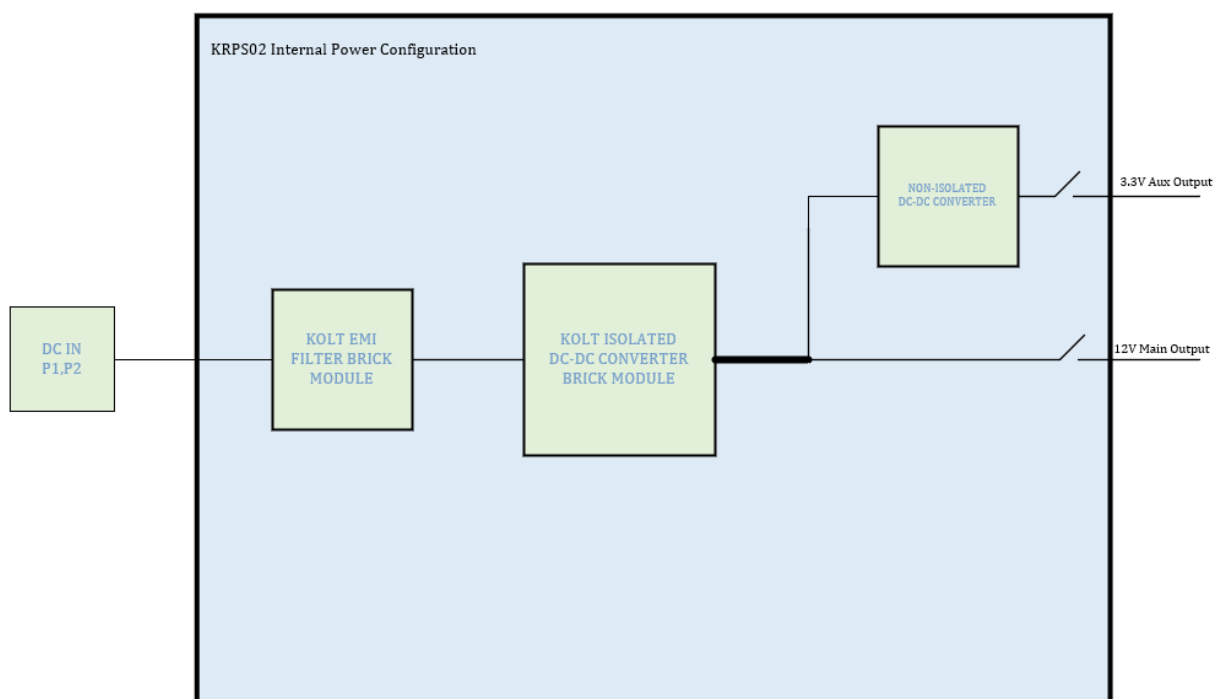 KRPS02 Internal Power Configuration
NON-ISOLATED
DC-DC CONVERTER
3.3V Aux Output
DC IN
P1,P2
KOLT EMI
FILTER BRICK
MODULE
KOLT ISOLATED
DC-DC CONVERTER
BRICK MODULE
12V Main Output